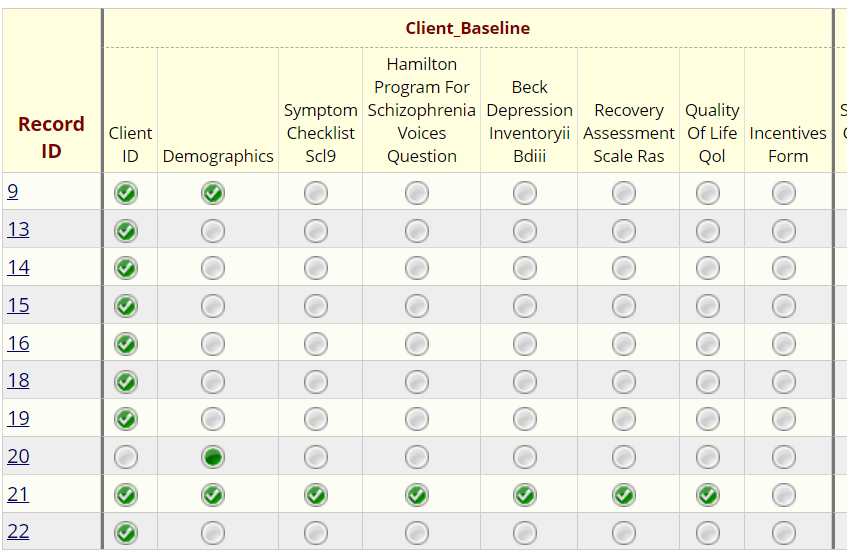 Client_Baseline
Record
ID
Client
ID
Demographics
Symptom
Checklist
Scl9
Hamilton
Program For
Schizophrenia
Voices
Question
Beck
Depression
Inventoryii
Bdiii
Recovery
Assessment
Scale Ras
Quality
Of Life
Qol
Incentives
Form
9
13
14
15
16
18
19
20
21
22